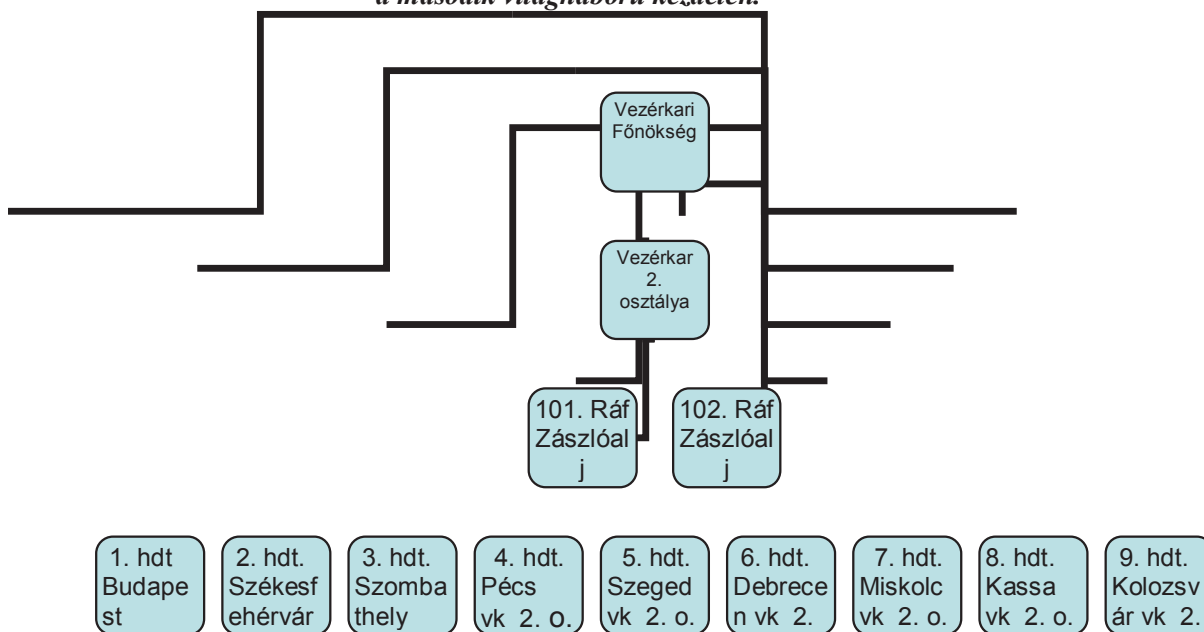 a második világháború kezdetén.
Vezérkari
Főnökség
Vezérkar
2.
osztálya
101. Ráf
Zászlóal
j
102. Ráf
Zászlóal
j
1. hdt
Budape
st
2. hdt.
Székesf
ehérvár
3. hdt.
Szomba
thely
4. hdt.
Pécs
vk 2. o.
5. hdt.
Szeged
vk 2. o.
6. hdt.
Debrece
n vk 2.
7. hdt.
Miskolc
vk 2. o.
8. hdt.
Kassa
vk 2. o.
9. hdt.
Kolozsv
ár vk 2.